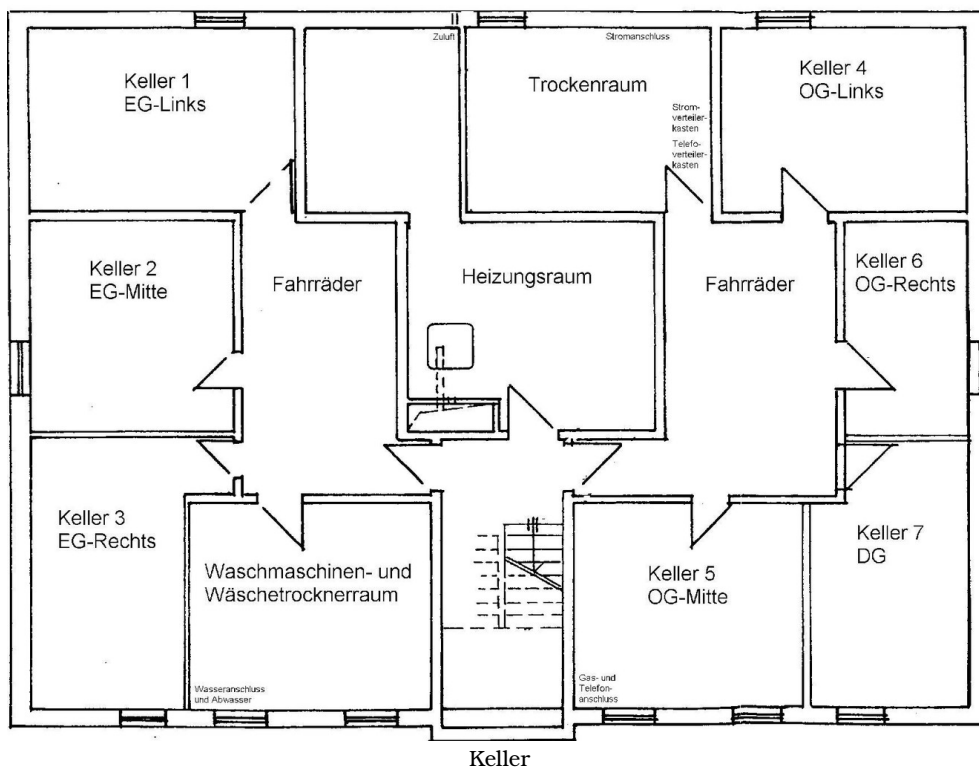 Zuluft
Stromanschluss
Keller 1
EG-Links
Trockenraum
Keller 4
OG-Links
Strom-
verteiler-
kasten
Telefo-
verteiler-
kasten
Keller 2
EG-Mitte
Fahrräder
Heizungsraum
Fahrräder
Keller 6
OG-Rechts
Keller 3
EG-Rechts
Waschmaschinen- und
Wäschetrocknerraum
Keller 5
OG-Mitte
Keller 7
DG
Wasseranschluss
und Abwasser
Gas- und
Telefon-
anschluss
Keller